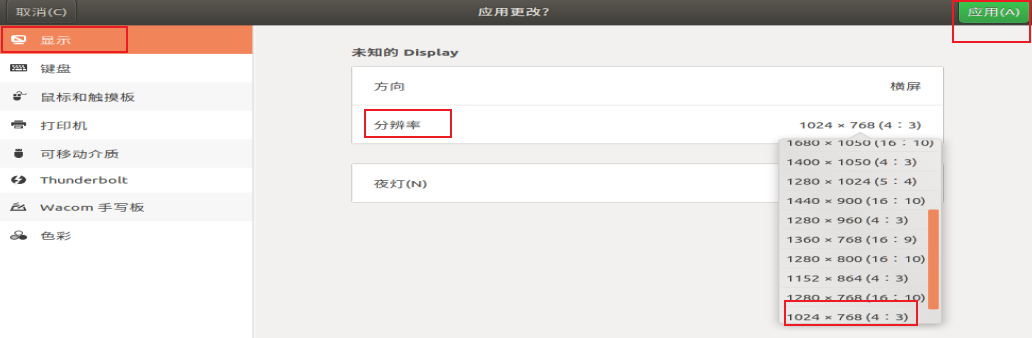 取消(C)
应用更改?
应用(A)
显示
键盘
鼠标和触摸板
打印机
可移动介质
Thunderbolt
Wacom 手写板
色彩
未知的 Display
方向
横屏
分辨率
1024 × 768 (4∶3)
夜灯(N)
1680 × 1050 (16∶10)
1400 × 1050 (4∶3)
1280 × 1024 (5∶4)
1440 × 900 (16∶10)
1280 × 960 (4∶3)
1360 × 768 (16∶9)
1280 × 800 (16∶10)
1152 × 864 (4∶3)
1280 × 768 (16∶10)
1024 × 768 (4∶3)